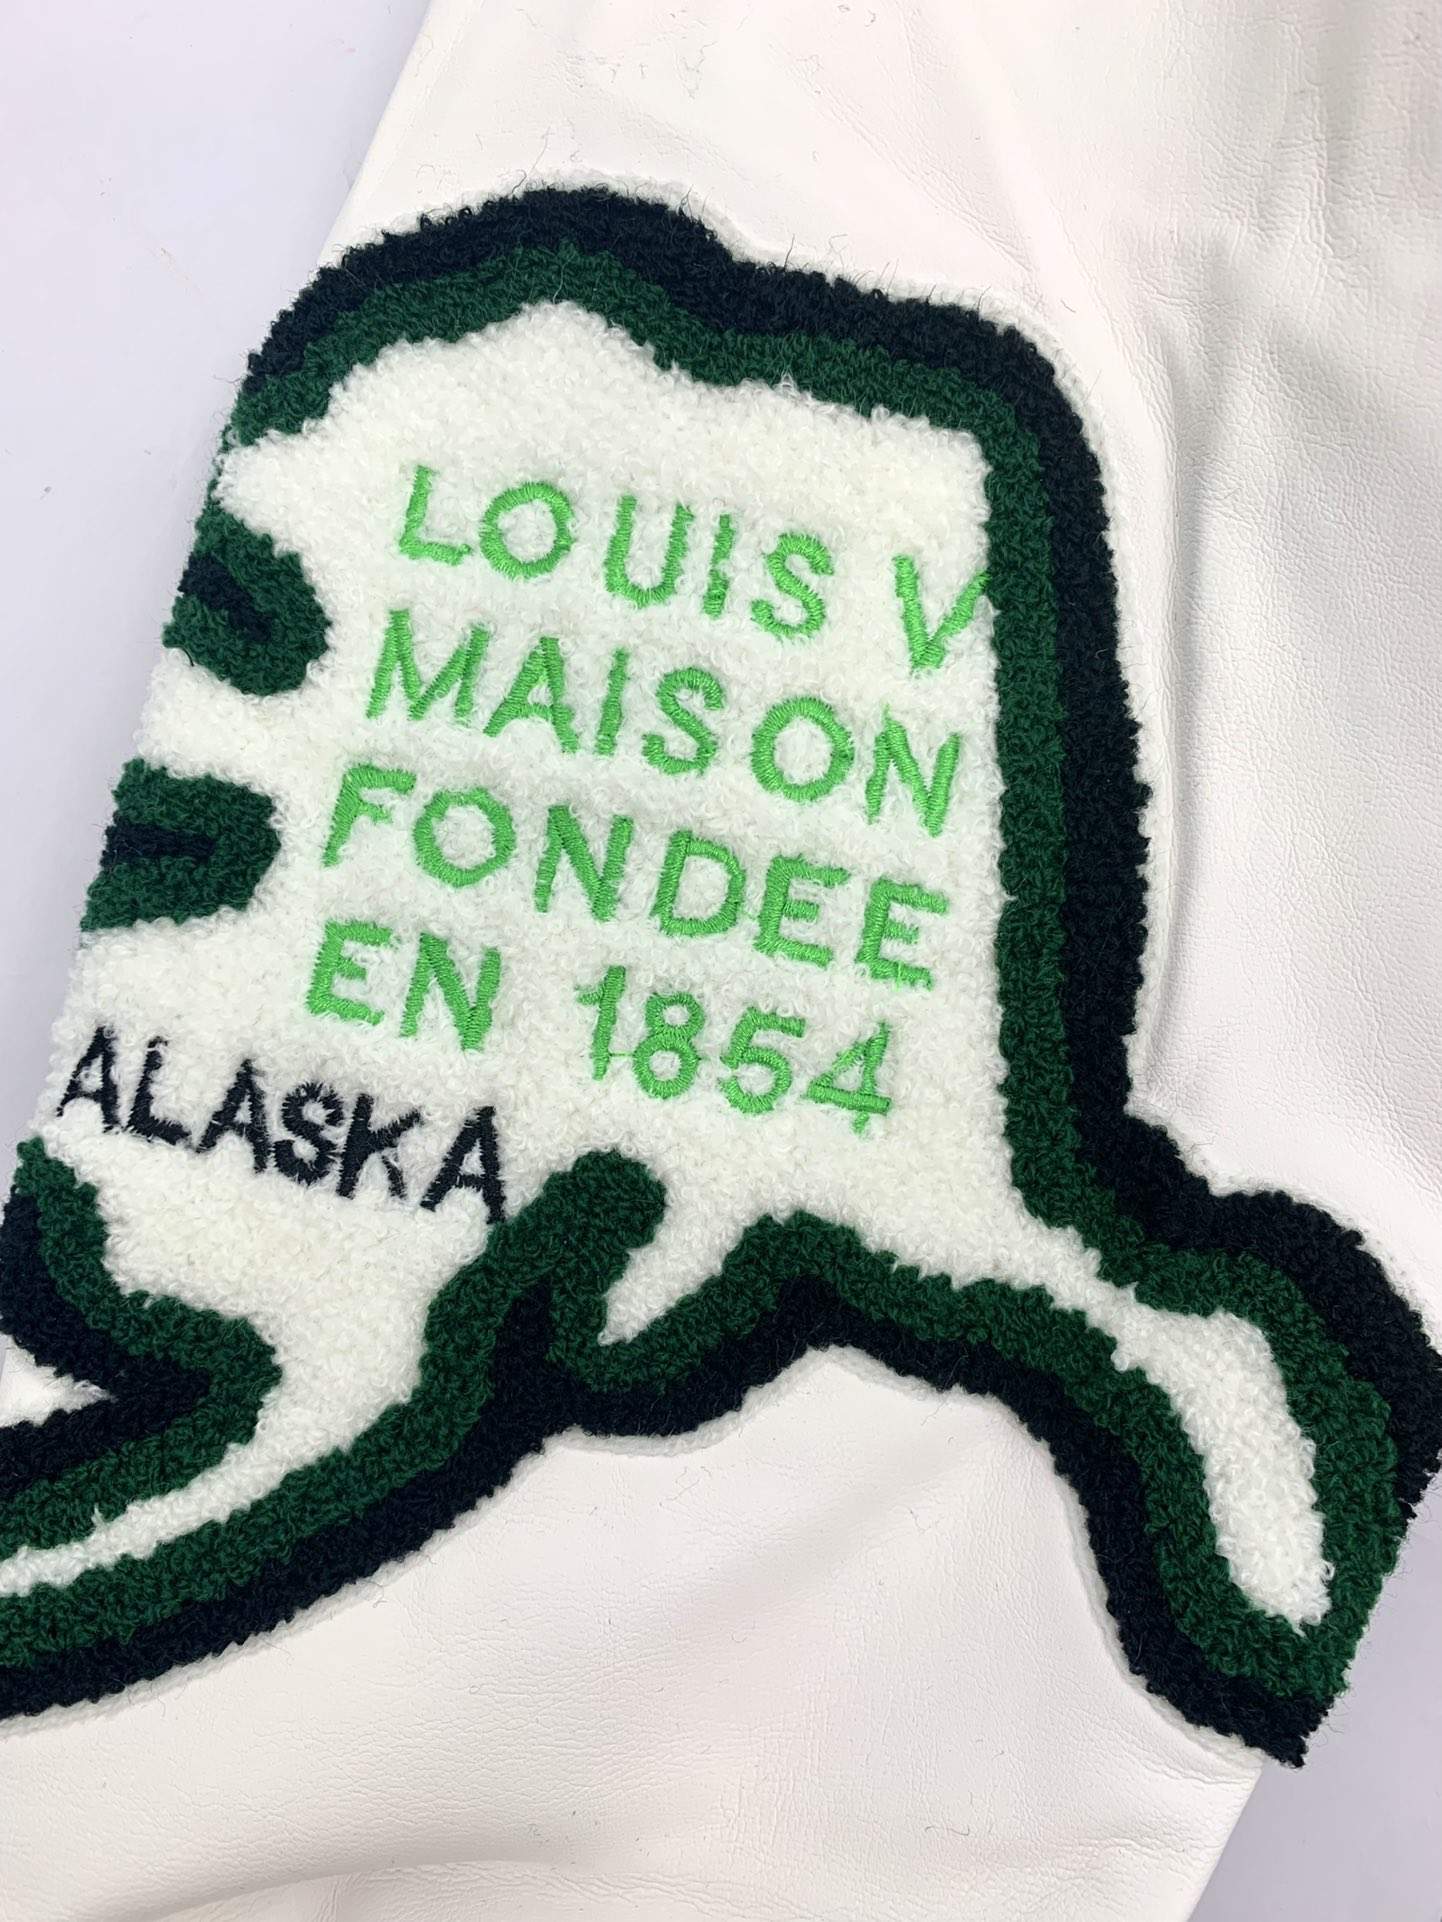 LOUIS V
MAISON
FONDEE
EN 1854
ALASKA